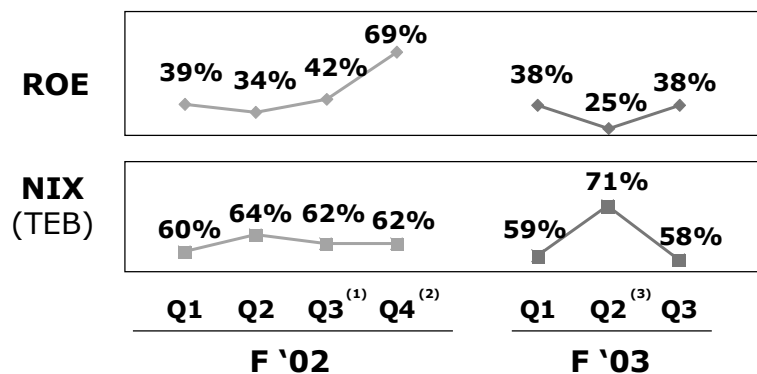 69%
39% 34% 42% 38% 25% 38%
ROE
NIX
(TEB)
60% 64% 62% 62% 59% 71% 58%
Q1 Q2 Q3 (1) Q4 (2) Q1 Q2 (3) Q3
F ‘02 F ‘03